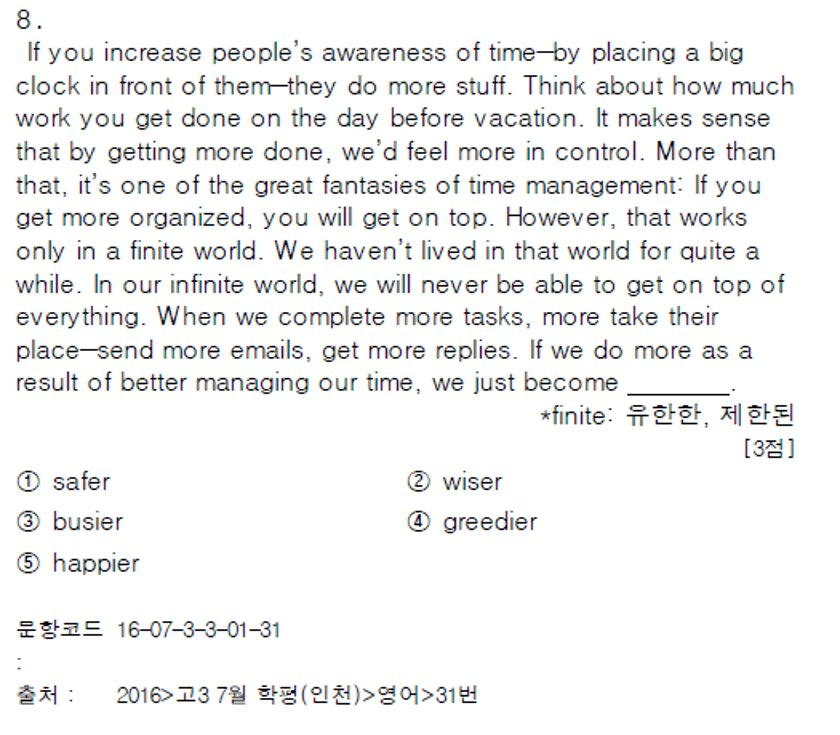 8.
If you increase people's awareness of time—by placing a big
clock in front of them—they do more stuff. Think about how much
work you get done on the day before vacation. It makes sense
that by getting more done, we'd feel more in control. More than
that, it's one of the great fantasies of time management: If you
get more organized, you will get on top. However, that works
only in a finite world. We haven't lived in that world for quite a
while. In our infinite world, we will never be able to get on top of
everything. When we complete more tasks, more take their
place—send more emails, get more replies. If we do more as a
result of better managing our time, we just become ________.
*finite: 유한한, 제한된
[3점]
① safer ② wiser
③ busier ④ greedier
⑤ happier
문항코드 16-07-3-3-01-31
:
출처 : 2016>고3 7월 학평(인천)>영어>31번